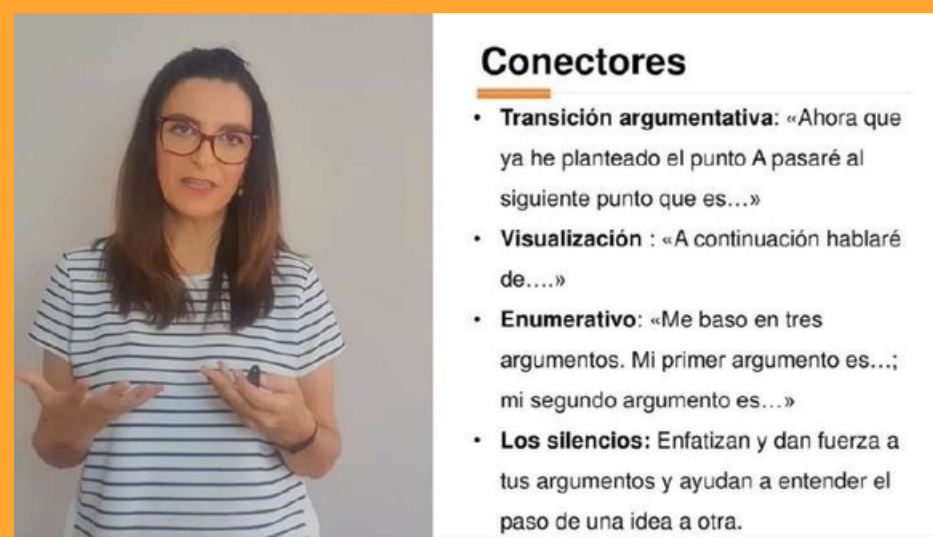 Conectores
• Transición argumentativa: «Ahora que
ya he planteado el punto A pasaré al
siguiente punto que es…»
• Visualización : «A continuación hablaré
de….»
• Enumerativo: «Me baso en tres
argumentos. Mi primer argumento es…;
mi segundo argumento es…»
• Los silencios: Enfatizan y dan fuerza a
tus argumentos y ayudan a entender el
paso de una idea a otra.